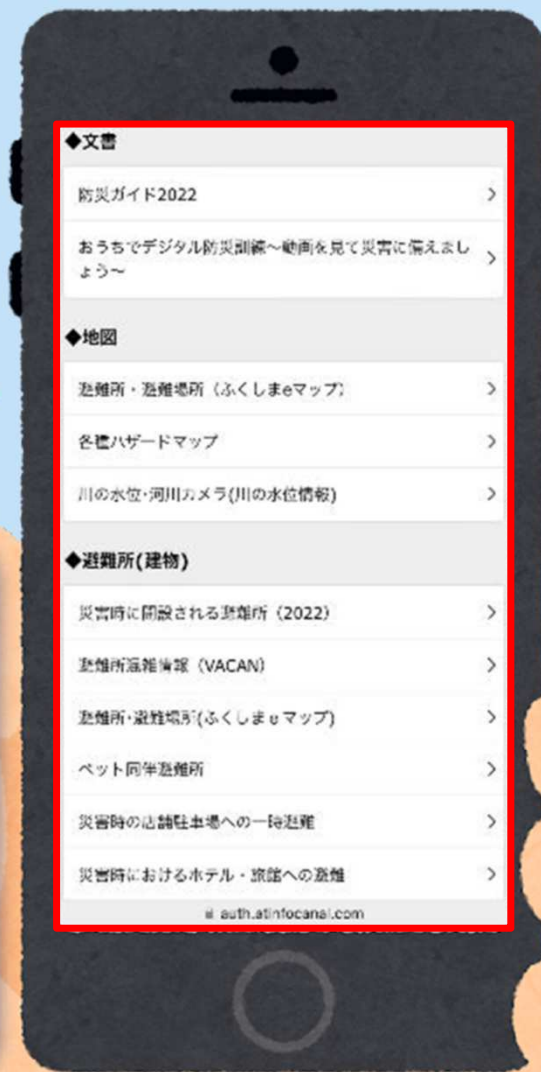 ◆文書
防災ガイド2022
おうちでデジタル防災訓練～動画を見て災害に備えまし
ょう～
◆地図
避難所・避難場所（ふくしまeマップ）
各種ハザードマップ
川の水位・河川カメラ(川の水位情報)
◆避難所(建物)
災害時に開設される避難所（2022）
避難所混雑情報（VACAN）
避難所・避難場所(ふくしまｅマップ)
ペット同伴避難所
災害時の店舗駐車場への一時避難
災害時におけるホテル・旅館への避難
auth.atinfocanal.com